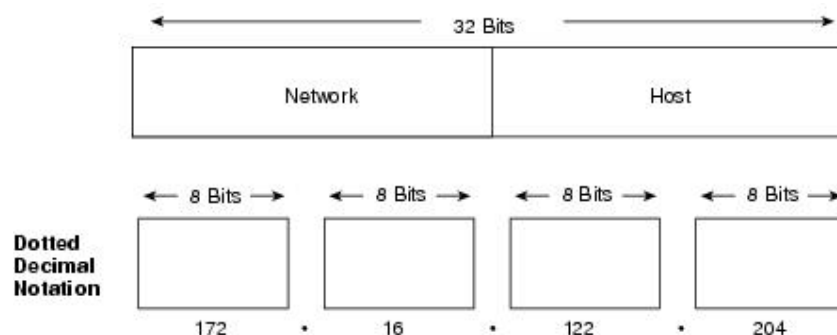 32 Bits
Network Host
8 Bits 8 Bits 8 Bits 8 Bits
Dotted
Decimal
Notation
172 . 16 . 122 . 204